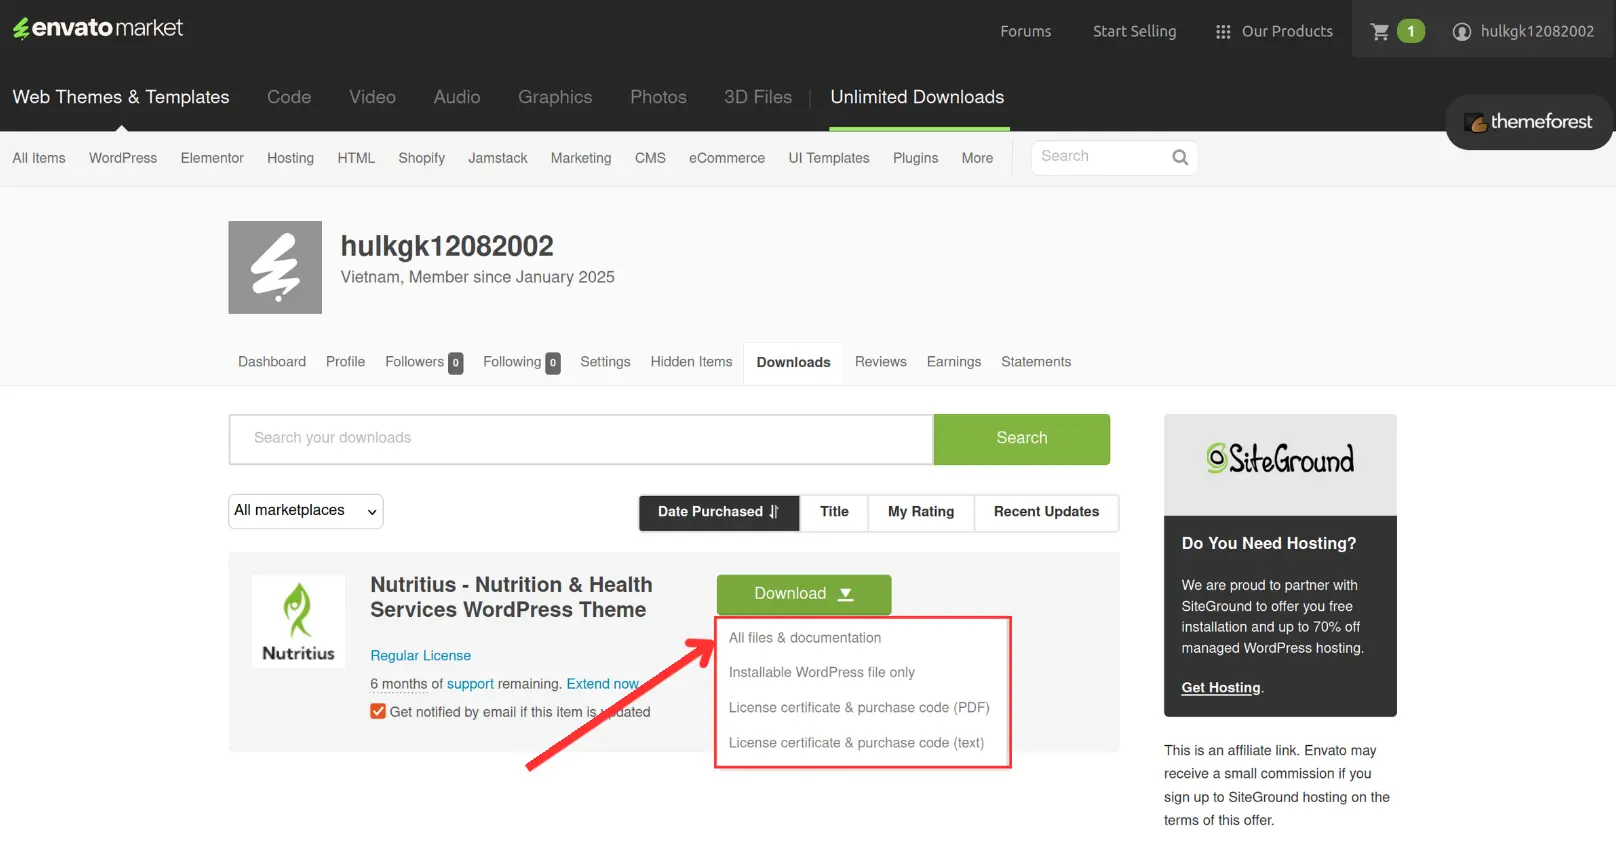 envato market
Forums
Start Selling
Our Products
1
hulkgk12082002
Web Themes & Templates
Code
Video
Audio
Graphics
Photos
3D Files
Unlimited Downloads
themeforest
All Items
WordPress
Elementor
Hosting
HTML
Shopify
Jamstack
Marketing
CMS
eCommerce
UI Templates
Plugins
More
Search
hulkgk12082002
Vietnam, Member since January 2025
Dashboard
Profile
Followers 0
Following 0
Settings
Hidden Items
Downloads
Reviews
Earnings
Statements
Search your downloads
Search
All marketplaces
Date Purchased
Title
My Rating
Recent Updates
Nutritius
Nutritius - Nutrition & Health
Services WordPress Theme
Regular License
6 months of support remaining. Extend now
Get notified by email if this item is updated
Download
All files & documentation
Installable WordPress file only
License certificate & purchase code (PDF)
License certificate & purchase code (text)
SiteGround
Do You Need Hosting?
We are proud to partner with
SiteGround to offer you free
installation and up to 70% off
managed WordPress hosting.
Get Hosting.
This is an affiliate link. Envato may
receive a small commission if you
sign up to SiteGround hosting on the
terms of this offer.